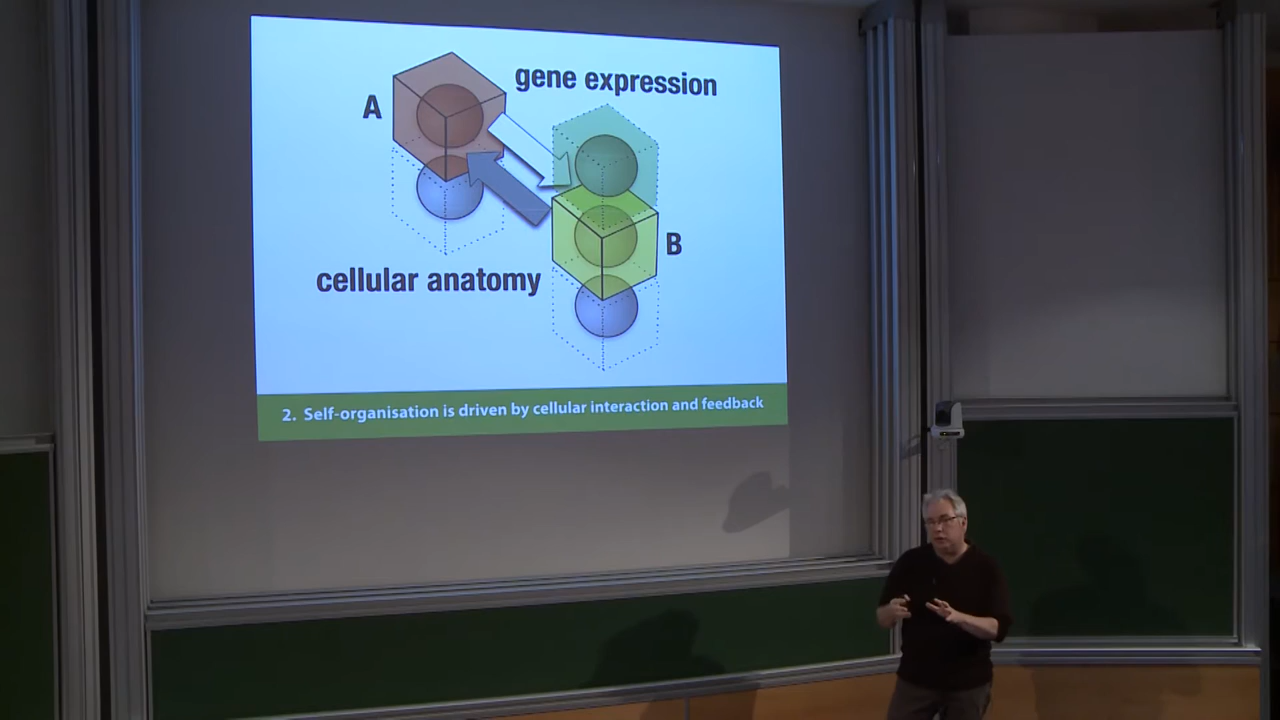 gene expression
A
B
cellular anatomy
2. Self-organisation is driven by cellular interaction and feedback